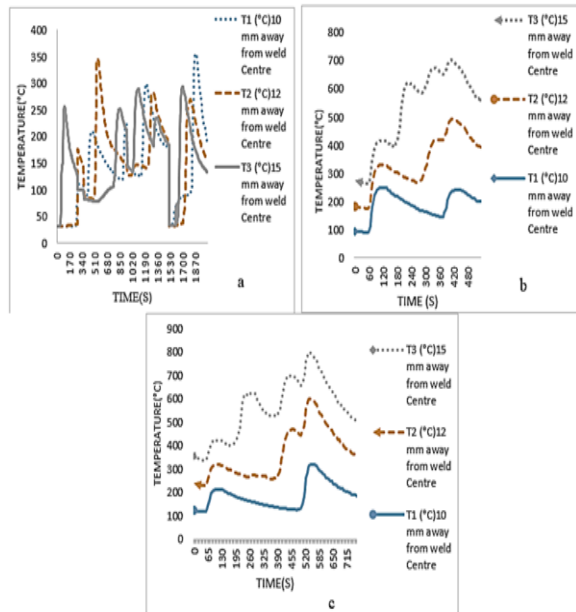 400
350
300
250
200
150
100
50
0
TEMPERATURE(°C)
0
170
340
510
680
850
1020
1190
1360
1530
1700
1870
TIME(S)
T1 (°C)10
mm away
from weld
Centre
T2 (°C)12
mm away
from weld
Centre
T3 (°C)15
mm away
from weld
Centre
a
800
700
600
500
400
300
200
100
0
TEMPERATURE(°C)
0
60
120
180
240
300
360
420
480
TIME (S)
T3 (°C)15
mm away
from weld
Centre
T2 (°C)12
mm away
from weld
Centre
T1 (°C)10
mm away
from weld
Centre
b
900
800
700
600
500
400
300
200
100
0
TEMPERATURE(°C)
0
65
130
195
260
325
390
455
520
585
650
715
TIME(S)
T3 (°C)15
mm away
from weld
Centre
T2 (°C)12
mm away
from weld
Centre
T1 (°C)10
mm away
from weld
Centre
c